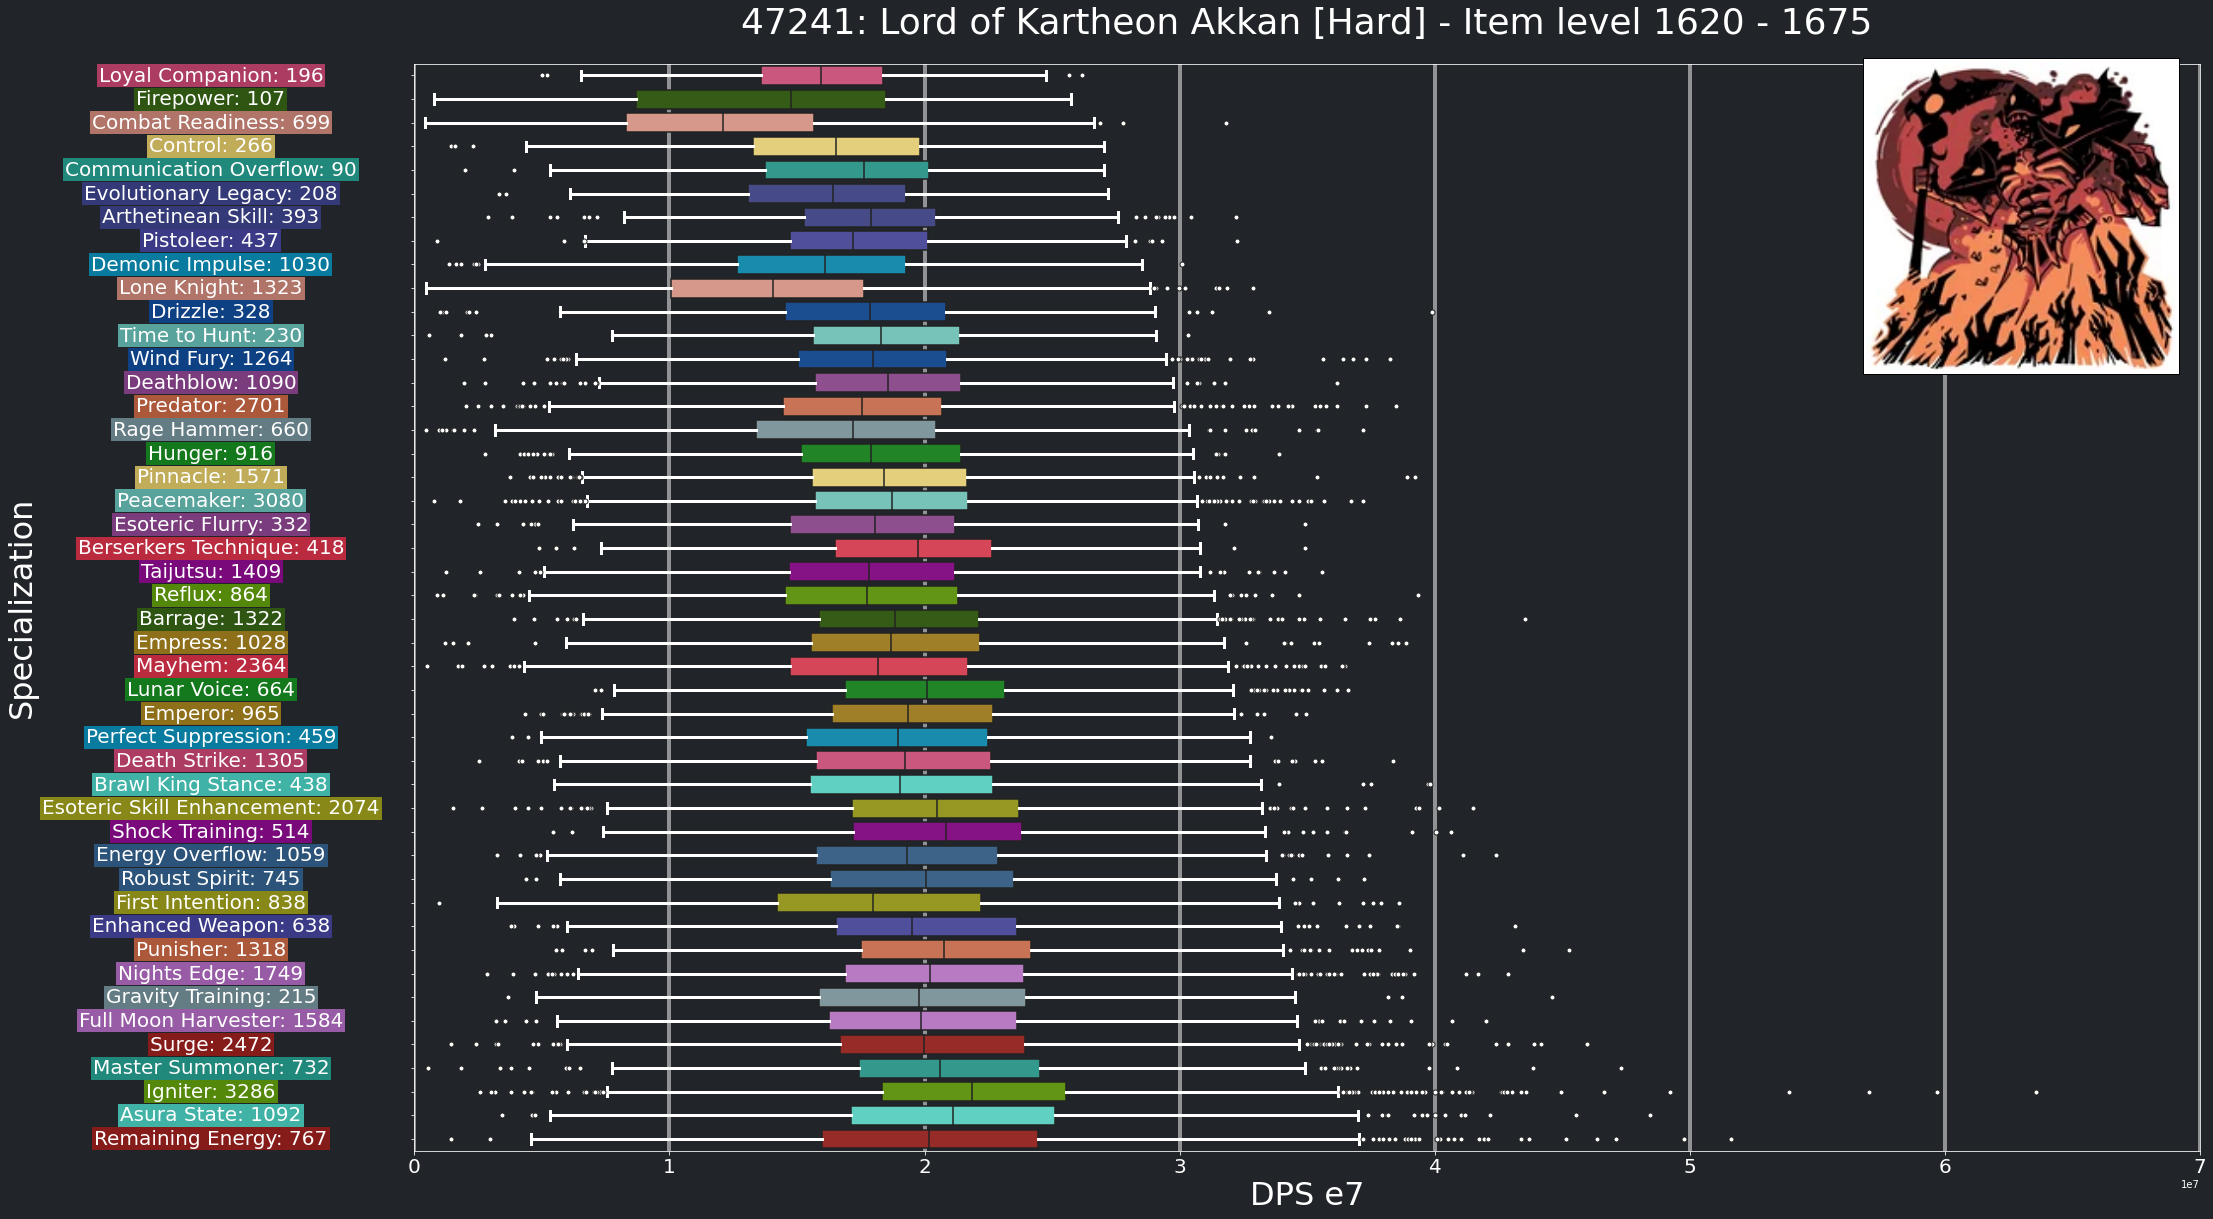 47241: Lord of Kartheon Akkan [Hard] - Item level 1620 - 1675
Specialization
Loyal Companion: 196
Firepower: 107
Combat Readiness: 699
Control: 266
Communication Overflow: 90
Evolutionary Legacy: 208
Arthetinean Skill: 393
Pistoleer: 437
Demonic Impulse: 1030
Lone Knight: 1323
Drizzle: 328
Time to Hunt: 230
Wind Fury: 1264
Deathblow: 1090
Predator: 2701
Rage Hammer: 660
Hunger: 916
Pinnacle: 1571
Peacemaker: 3080
Esoteric Flurry: 332
Berserkers Technique: 418
Taijutsu: 1409
Reflux: 864
Barrage: 1322
Empress: 1028
Mayhem: 2364
Lunar Voice: 664
Emperor: 965
Perfect Suppression: 459
Death Strike: 1305
Brawl King Stance: 438
Esoteric Skill Enhancement: 2074
Shock Training: 514
Energy Overflow: 1059
Robust Spirit: 745
First Intention: 838
Enhanced Weapon: 638
Punisher: 1318
Nights Edge: 1749
Gravity Training: 215
Full Moon Harvester: 1584
Surge: 2472
Master Summoner: 732
Igniter: 3286
Asura State: 1092
Remaining Energy: 767
0 1 2 3 4 5 6 7
1e7
DPS e7